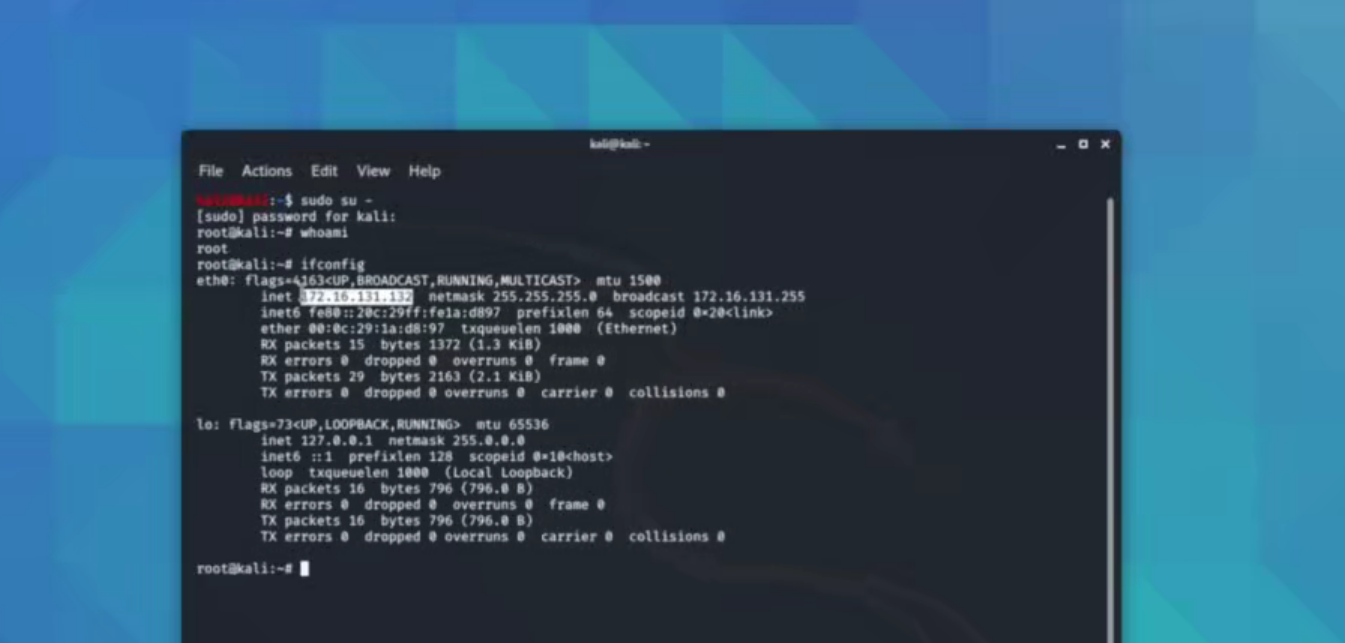 kali@kali: ~
File Actions Edit View Help
kali@kali:~$ sudo su -
[sudo] password for kali:
root@kali:~# whoami
root
root@kali:~# ifconfig
eth0: flags=4163<UP,BROADCAST,RUNNING,MULTICAST> mtu 1500
inet 172.16.131.132 netmask 255.255.255.0 broadcast 172.16.131.255
inet6 fe80::20c:29ff:fe1a:d897 prefixlen 64 scopeid 0×20<link>
ether 00:0c:29:1a:d8:97 txqueuelen 1000 (Ethernet)
RX packets 15 bytes 1372 (1.3 KiB)
RX errors 0 dropped 0 overruns 0 frame 0
TX packets 29 bytes 2163 (2.1 KiB)
TX errors 0 dropped 0 overruns 0 carrier 0 collisions 0
lo: flags=73<UP,LOOPBACK,RUNNING> mtu 65536
inet 127.0.0.1 netmask 255.0.0.0
inet6 ::1 prefixlen 128 scopeid 0×10<host>
loop txqueuelen 1000 (Local Loopback)
RX packets 16 bytes 796 (796.0 B)
RX errors 0 dropped 0 overruns 0 frame 0
TX packets 16 bytes 796 (796.0 B)
TX errors 0 dropped 0 overruns 0 carrier 0 collisions 0
root@kali:~#